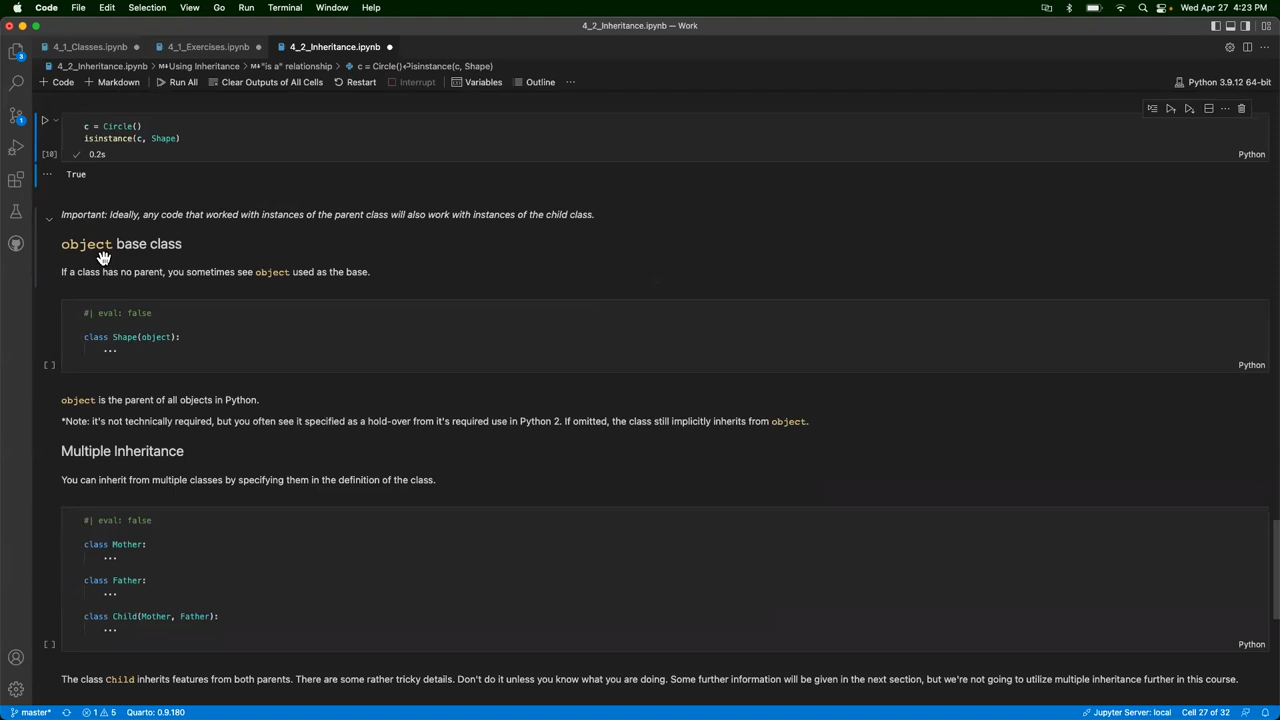 Code File Edit Selection View Go Run Terminal Window Help Wed Apr 27 4:23 PM
4_2_Inheritance.ipynb — Work
4_1_Classes.ipynb 4_1_Exercises.ipynb 4_2_Inheritance.ipynb
4_2_Inheritance.ipynb > M↓Using Inheritance > M↓"is a" relationship > c = Circle()⏎isinstance(c, Shape)
+ Code + Markdown Run All Clear Outputs of All Cells Restart Interrupt Variables Outline ... Python 3.9.12 64-bit
c = Circle()
isinstance(c, Shape)
[10] ✓ 0.2s Python
... True
Important: Ideally, any code that worked with instances of the parent class will also work with instances of the child class.
object base class
If a class has no parent, you sometimes see object used as the base.
#| eval: false
class Shape(object):
...
[ ] Python
object is the parent of all objects in Python.
*Note: it's not technically required, but you often see it specified as a hold-over from it's required use in Python 2. If omitted, the class still implicitly inherits from object.
Multiple Inheritance
You can inherit from multiple classes by specifying them in the definition of the class.
#| eval: false
class Mother:
...
class Father:
...
class Child(Mother, Father):
...
[ ] Python
The class Child inherits features from both parents. There are some rather tricky details. Don't do it unless you know what you are doing. Some further information will be given in the next section, but we're not going to utilize multiple inheritance further in this course.
master* 1 5 Quarto: 0.9.180 Jupyter Server: local Cell 27 of 32
3
1